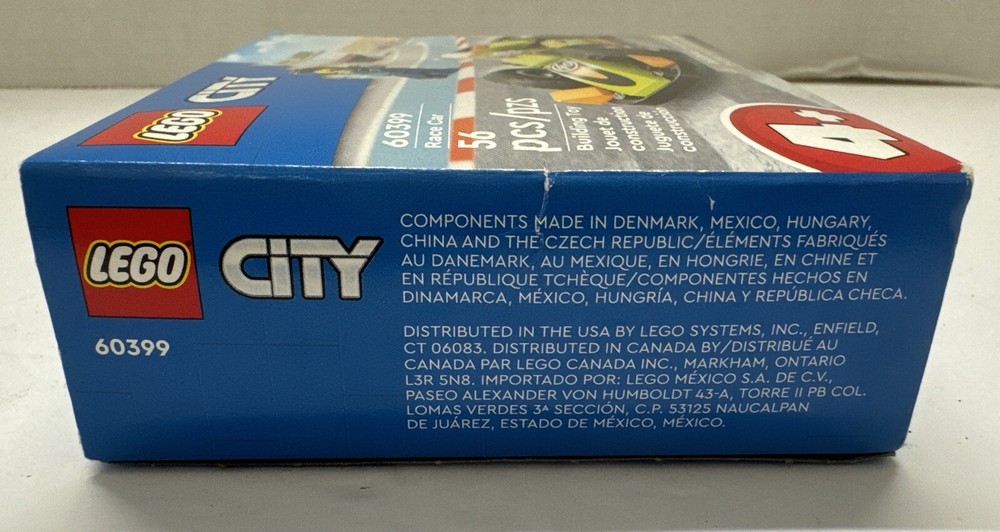 LEGO
CITY
60399
Race Car
56
pcs/pzs
Building Toy
Jouet de
construction
Juguete de
construcción
4+
LEGO
CITY
60399
COMPONENTS MADE IN DENMARK, MEXICO, HUNGARY,
CHINA AND THE CZECH REPUBLIC/ÉLÉMENTS FABRIQUÉS
AU DANEMARK, AU MEXIQUE, EN HONGRIE, EN CHINE ET
EN RÉPUBLIQUE TCHÈQUE/COMPONENTES HECHOS EN
DINAMARCA, MÉXICO, HUNGRÍA, CHINA Y REPÚBLICA CHECA.
DISTRIBUTED IN THE USA BY LEGO SYSTEMS, INC., ENFIELD,
CT 06083. DISTRIBUTED IN CANADA BY/DISTRIBUÉ AU
CANADA PAR LEGO CANADA INC., MARKHAM, ONTARIO
L3R 5N8. IMPORTADO POR: LEGO MÉXICO S.A. DE C.V.,
PASEO ALEXANDER VON HUMBOLDT 43-A, TORRE II PB COL.
LOMAS VERDES 3ᴬ SECCIÓN, C.P. 53125 NAUCALPAN
DE JUÁREZ, ESTADO DE MÉXICO, MÉXICO.